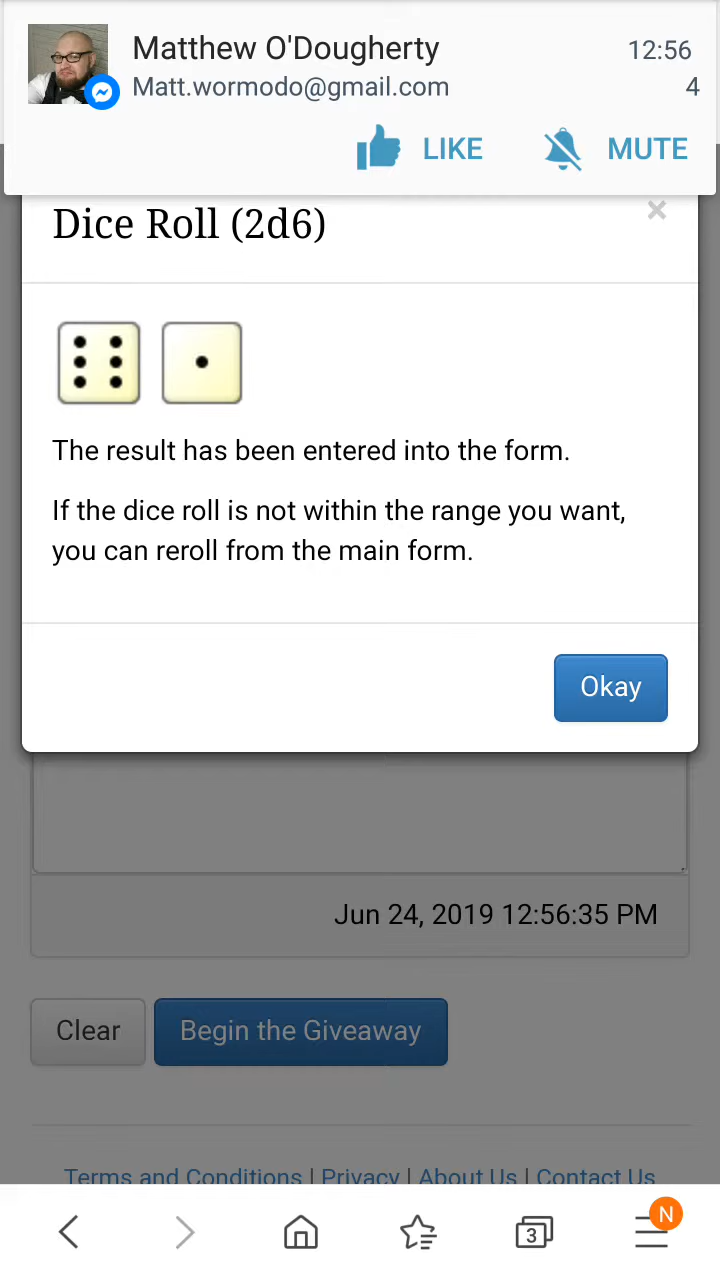 Matthew O'Dougherty
12:56
Matt.wormodo@gmail.com
4
LIKE
MUTE
Dice Roll (2d6)
×
The result has been entered into the form.
If the dice roll is not within the range you want,
you can reroll from the main form.
Okay
Jun 24, 2019 12:56:35 PM
Clear
Begin the Giveaway
Terms and Conditions | Privacy | About Us | Contact Us
3
N